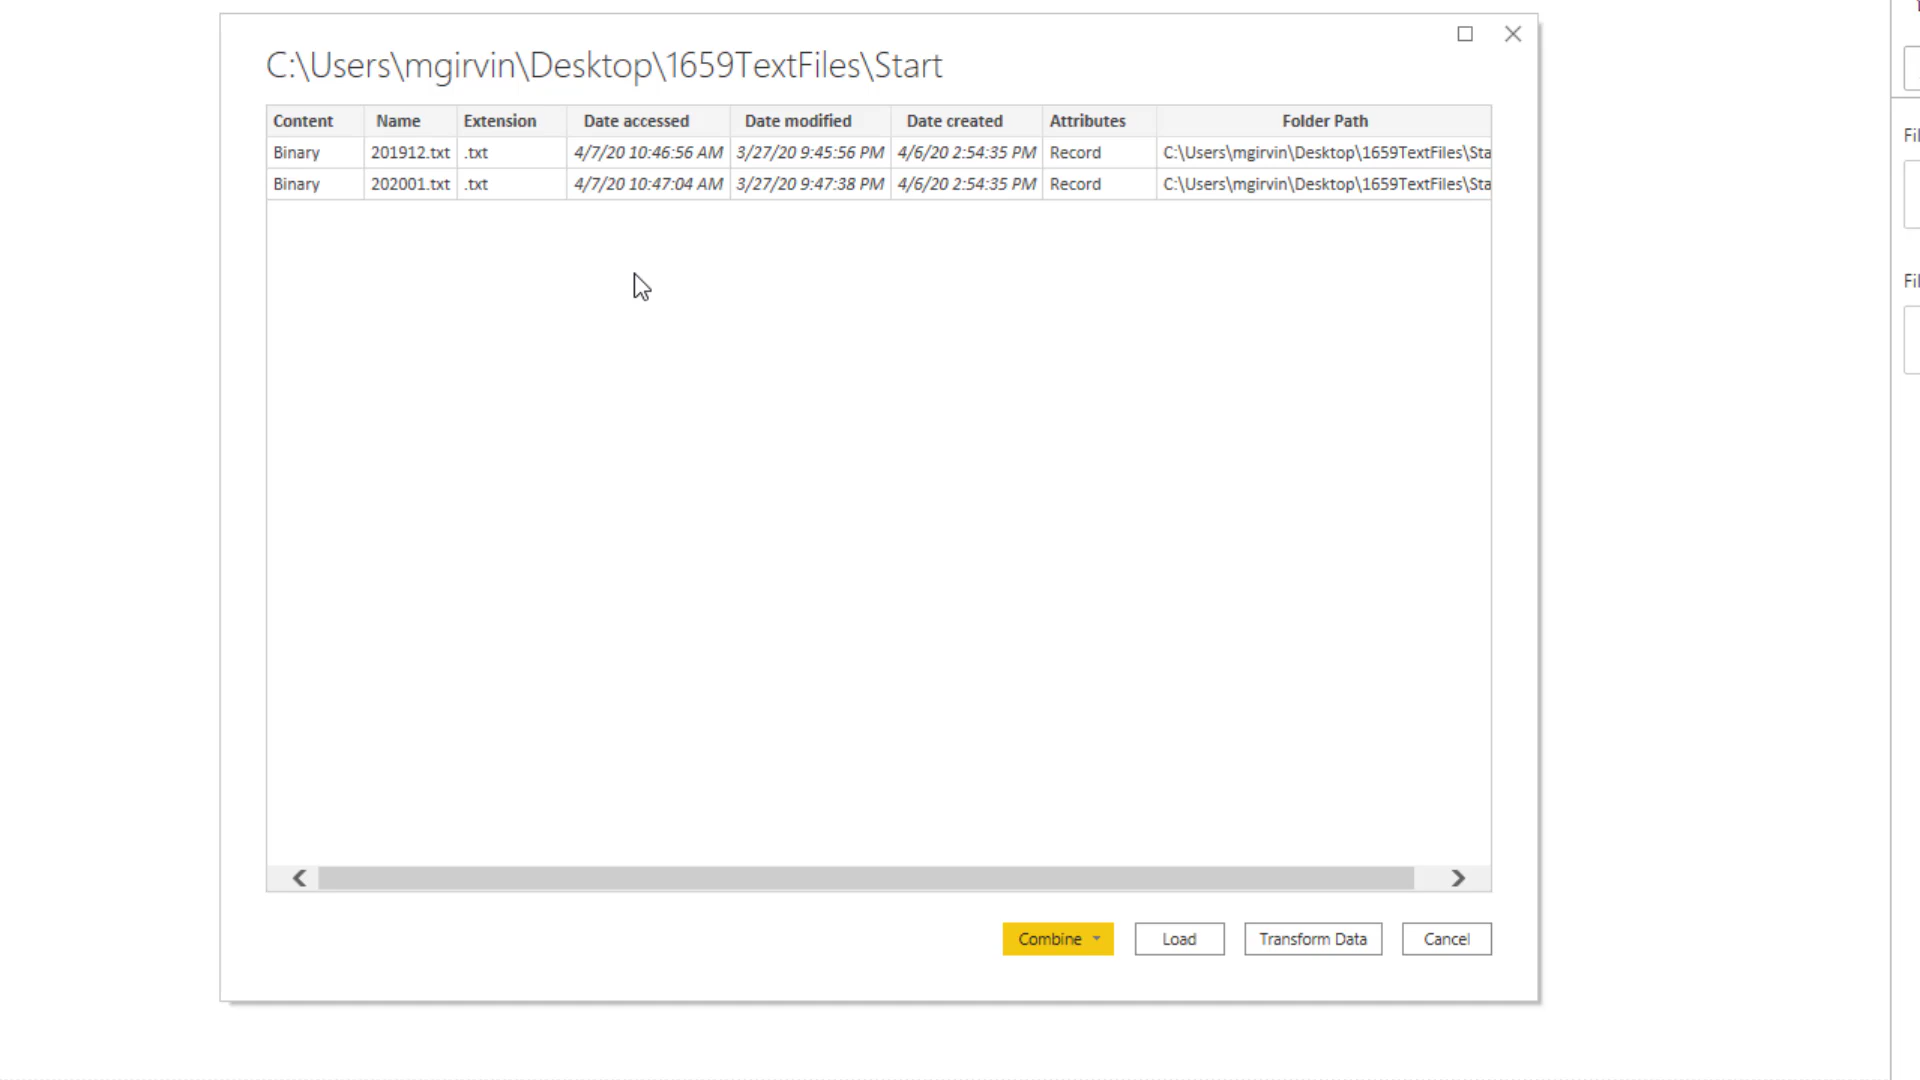 C:\Users\mgirvin\Desktop\1659TextFiles\Start
Content Name Extension Date accessed Date modified Date created Attributes Folder Path
Binary 201912.txt .txt 4/7/20 10:46:56 AM 3/27/20 9:45:56 PM 4/6/20 2:54:35 PM Record C:\Users\mgirvin\Desktop\1659TextFiles\Sta
Binary 202001.txt .txt 4/7/20 10:47:04 AM 3/27/20 9:47:38 PM 4/6/20 2:54:35 PM Record C:\Users\mgirvin\Desktop\1659TextFiles\Sta
Combine Load Transform Data Cancel
Fil
Fil